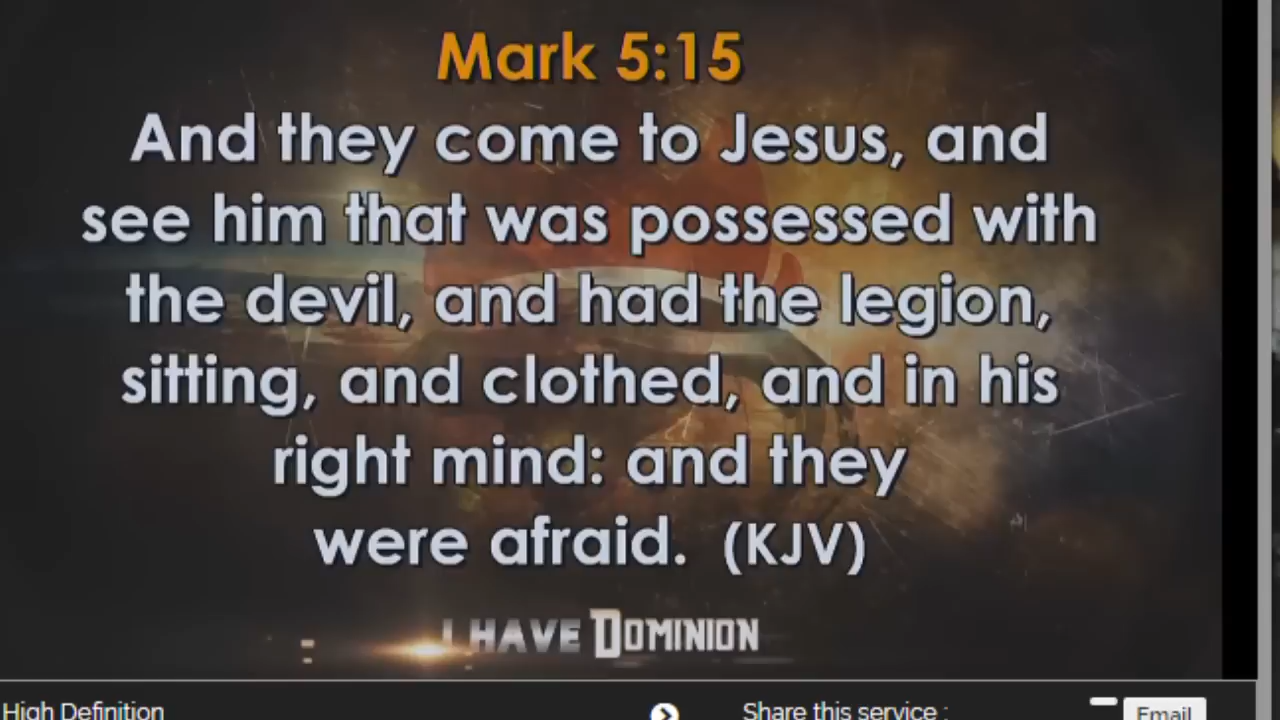 Mark 5:15
And they come to Jesus, and
see him that was possessed with
the devil, and had the legion,
sitting, and clothed, and in his
right mind: and they
were afraid. (KJV)
I HAVE DOMINION
High Definition
Share this service :
Email